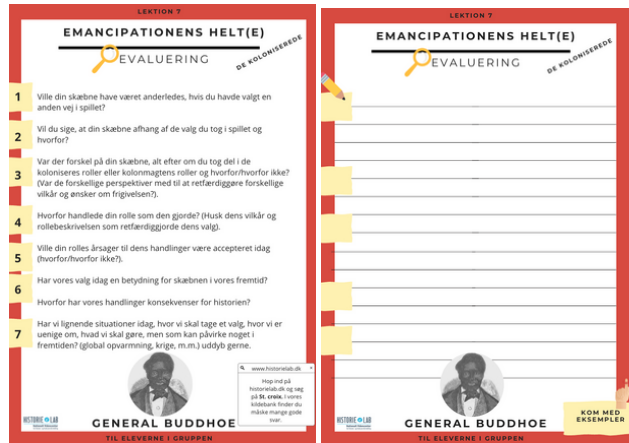 LEKTION 7
EMANCIPATIONENS HELT(E)
EVALUERING
DE KOLONISEREDE
1
Ville din skæbne have været anderledes, hvis du havde valgt en
anden vej i spillet?
2
Vil du sige, at din skæbne afhang af de valg du tog i spillet og
hvorfor?
3
Var der forskel på din skæbne, alt efter om du tog del i de
koloniseres roller eller kolonmagtens roller og hvorfor/hvorfor ikke?
(Var de forskellige perspektiver med til at retfærdiggøre forskellige
vilkår og ønsker om frigivelsen?).
4
Hvorfor handlede din rolle som den gjorde? (Husk dens vilkår og
rollebeskrivelsen som retfærdiggjorde dens valg).
5
Ville din rolles årsager til dens handlinger være accepteret idag
(hvorfor/hvorfor ikke?).
6
Har vores valg idag en betydning for skæbnen i vores fremtid?
Hvorfor har vores handlinger konsekvenser for historien?
7
Har vi lignende situationer idag, hvor vi skal tage et valg, hvor vi er
uenige om, hvad vi skal gøre, men som kan påvirke noget i
fremtiden? (global opvarmning, krige, m.m.) uddyb gerne.
www.historielab.dk
Hop ind på
historielab.dk og søg
på St. croix, i vores
kildebank finder du
måske mange gode
svar.
HISTORIE LAB
GENERAL BUDDHOE
TIL ELEVERNE I GRUPPEN
LEKTION 7
EMANCIPATIONENS HELT(E)
EVALUERING
DE KOLONISEREDE
KOM MED
EKSEMPLER
HISTORIE LAB
GENERAL BUDDHOE
TIL ELEVERNE I GRUPPEN